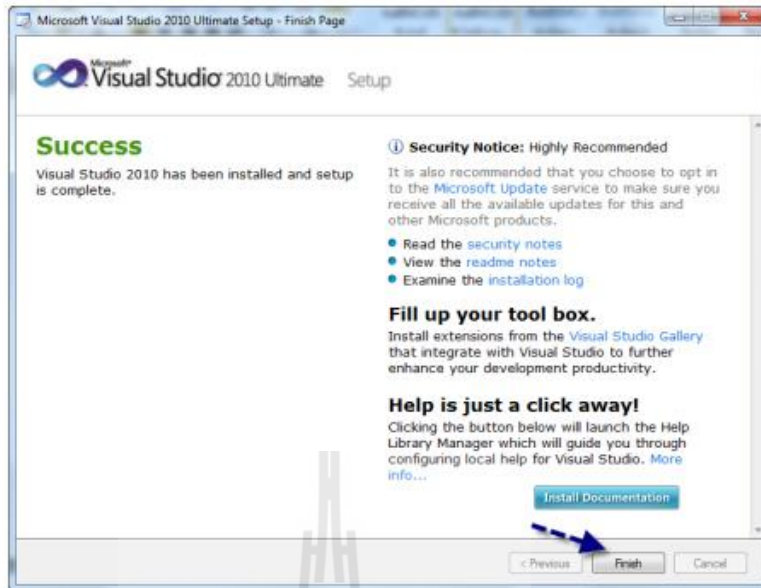 Microsoft Visual Studio 2010 Ultimate Setup - Finish Page
Microsoft®
Visual Studio® 2010 Ultimate Setup
Success
Visual Studio 2010 has been installed and setup
is complete.
Security Notice: Highly Recommended
It is also recommended that you choose to opt in
to the Microsoft Update service to make sure you
receive all the available updates for this and
other Microsoft products.
Read the security notes
View the readme notes
Examine the installation log
Fill up your tool box.
Install extensions from the Visual Studio Gallery
that integrate with Visual Studio to further
enhance your development productivity.
Help is just a click away!
Clicking the button below will launch the Help
Library Manager which will guide you through
configuring local help for Visual Studio. More
info...
Install Documentation
< Previous Finish Cancel